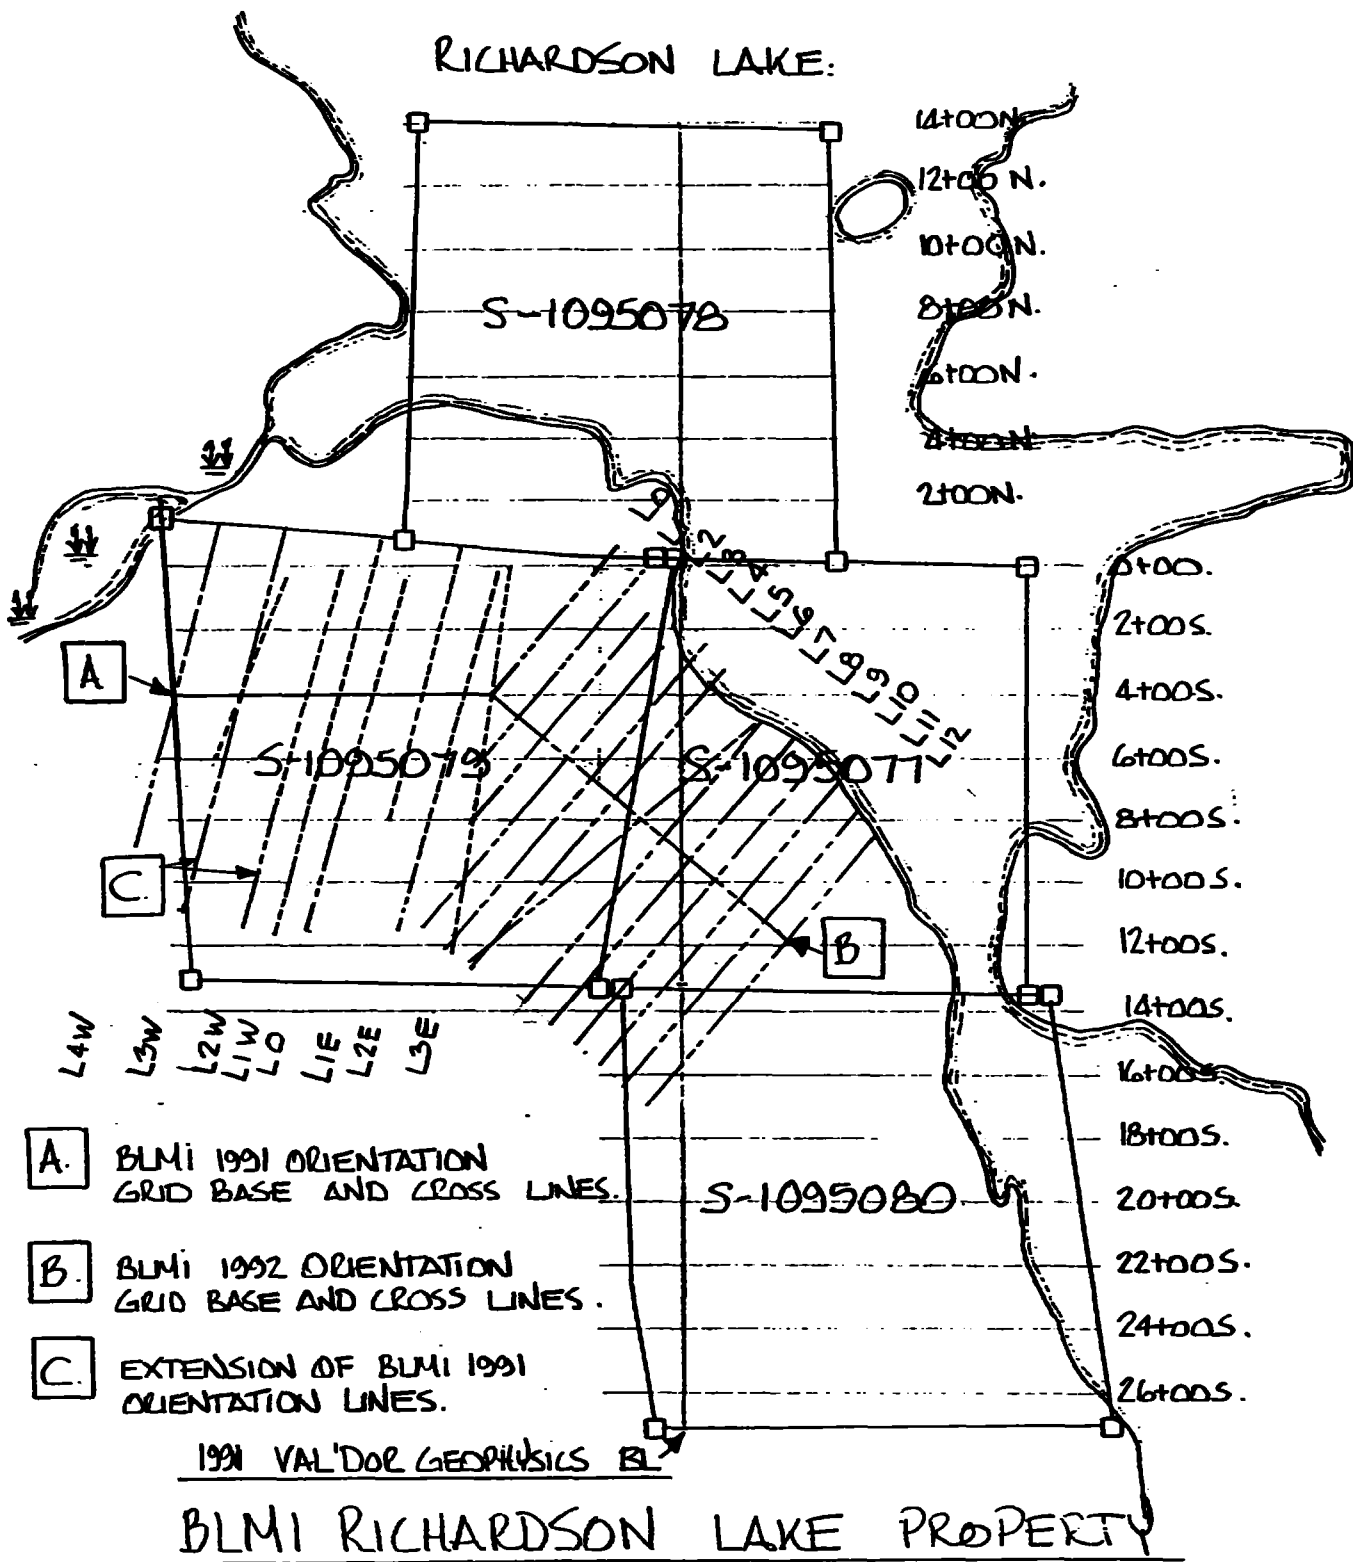 RICHARDSON LAKE:
14+00N.
12+00 N.
10+00N.
8+00N.
6+00N.
4+00N
2+00N.
S-1095078
L0
L2
L3
L4
L5
L6
L7
L8
L9
L10
L11
L12
0+00.
2+00S.
4+00S.
6+00S.
8+00S.
10+00S.
12+00S.
14+00S.
16+00S
18+00S.
20+00S.
22+00S.
24+00S.
26+00S.
A
S-1095079
S-1095077
C.
B
L4W
L3W
L2W
L1W
L0
L1E
L2E
L3E
A. BLMi 1991 ORIENTATION
GRID BASE AND CROSS LINES.
S-1095080
B. BLMi 1992 ORIENTATION
GRID BASE AND CROSS LINES.
C. EXTENSION OF BLMi 1991
ORIENTATION LINES.
1991 VAL'DOR GEOPHYSICS BL
BLMI RICHARDSON LAKE PROPERTY